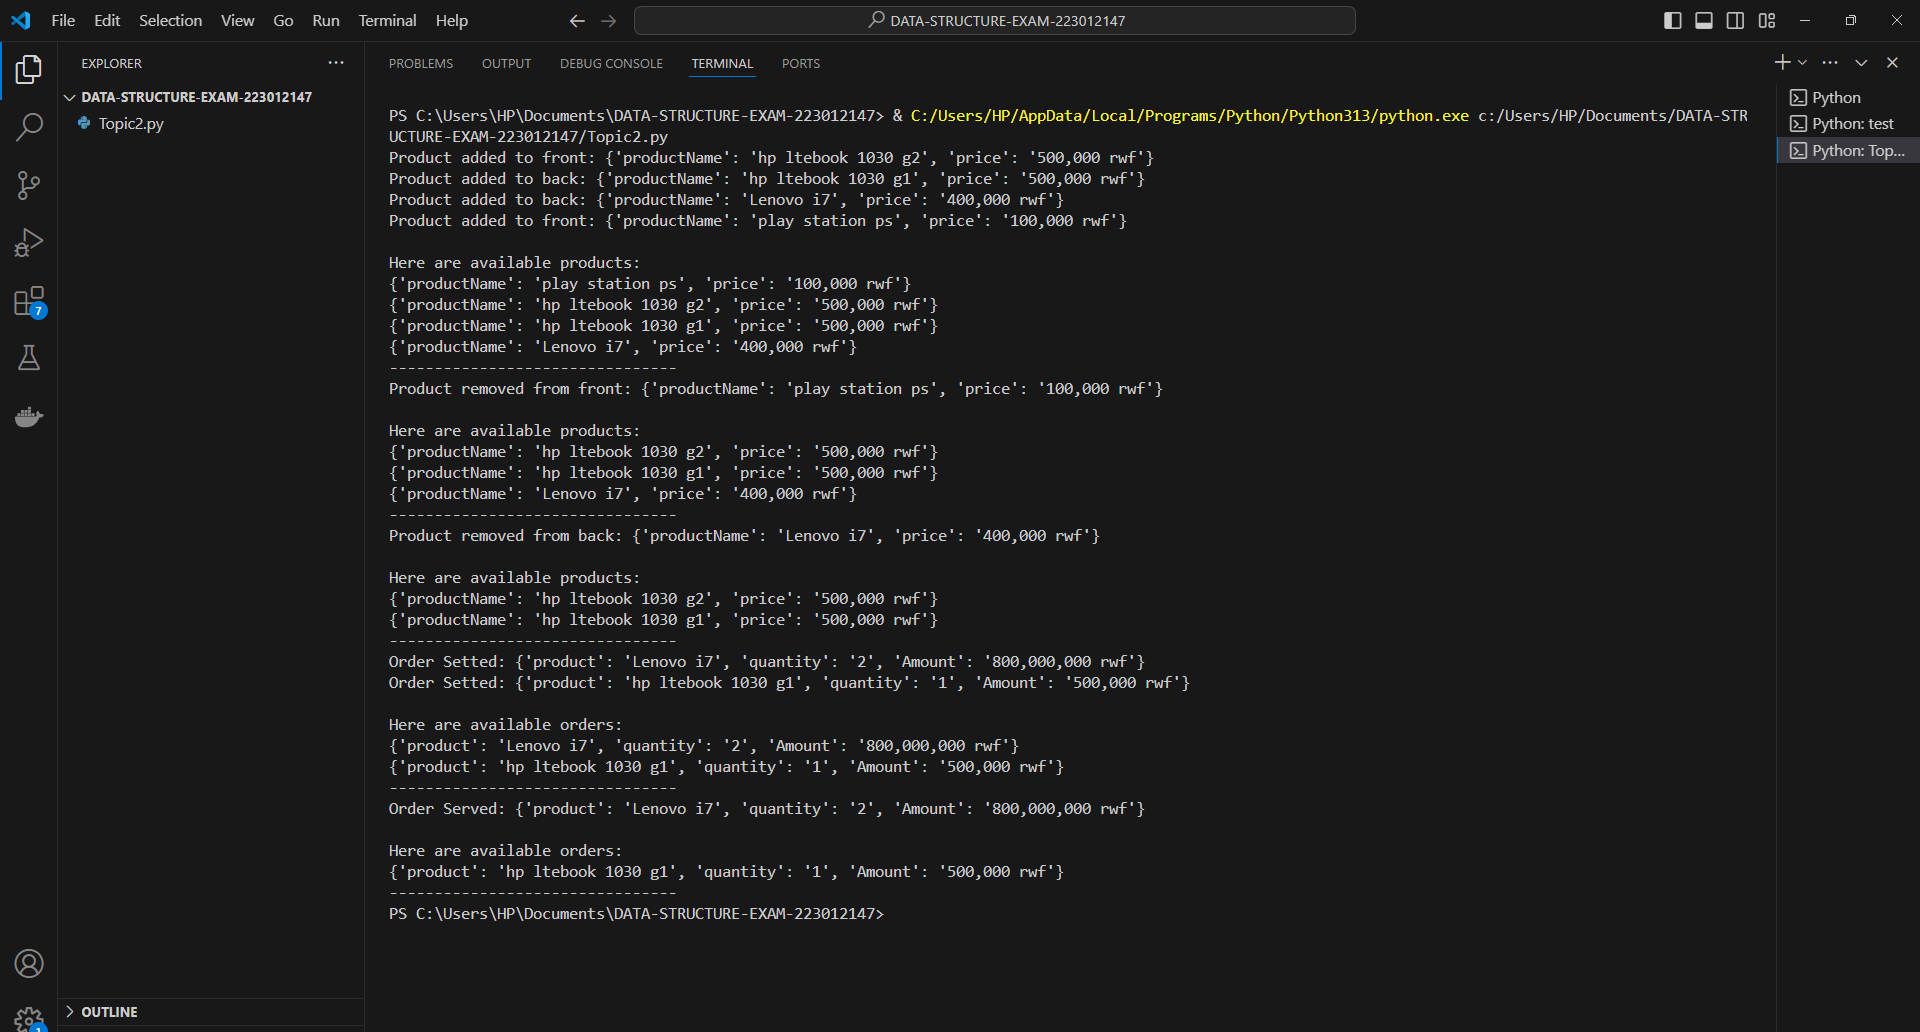 File Edit Selection View Go Run Terminal Help
DATA-STRUCTURE-EXAM-223012147
EXPLORER
DATA-STRUCTURE-EXAM-223012147
Topic2.py
7
1
OUTLINE
PROBLEMS OUTPUT DEBUG CONSOLE TERMINAL PORTS
PS C:\Users\HP\Documents\DATA-STRUCTURE-EXAM-223012147> & C:/Users/HP/AppData/Local/Programs/Python/Python313/python.exe c:/Users/HP/Documents/DATA-STR
UCTURE-EXAM-223012147/Topic2.py
Product added to front: {'productName': 'hp ltebook 1030 g2', 'price': '500,000 rwf'}
Product added to back: {'productName': 'hp ltebook 1030 g1', 'price': '500,000 rwf'}
Product added to back: {'productName': 'Lenovo i7', 'price': '400,000 rwf'}
Product added to front: {'productName': 'play station ps', 'price': '100,000 rwf'}
Here are available products:
{'productName': 'play station ps', 'price': '100,000 rwf'}
{'productName': 'hp ltebook 1030 g2', 'price': '500,000 rwf'}
{'productName': 'hp ltebook 1030 g1', 'price': '500,000 rwf'}
{'productName': 'Lenovo i7', 'price': '400,000 rwf'}
--------------------------------
Product removed from front: {'productName': 'play station ps', 'price': '100,000 rwf'}
Here are available products:
{'productName': 'hp ltebook 1030 g2', 'price': '500,000 rwf'}
{'productName': 'hp ltebook 1030 g1', 'price': '500,000 rwf'}
{'productName': 'Lenovo i7', 'price': '400,000 rwf'}
--------------------------------
Product removed from back: {'productName': 'Lenovo i7', 'price': '400,000 rwf'}
Here are available products:
{'productName': 'hp ltebook 1030 g2', 'price': '500,000 rwf'}
{'productName': 'hp ltebook 1030 g1', 'price': '500,000 rwf'}
--------------------------------
Order Setted: {'product': 'Lenovo i7', 'quantity': '2', 'Amount': '800,000,000 rwf'}
Order Setted: {'product': 'hp ltebook 1030 g1', 'quantity': '1', 'Amount': '500,000 rwf'}
Here are available orders:
{'product': 'Lenovo i7', 'quantity': '2', 'Amount': '800,000,000 rwf'}
{'product': 'hp ltebook 1030 g1', 'quantity': '1', 'Amount': '500,000 rwf'}
--------------------------------
Order Served: {'product': 'Lenovo i7', 'quantity': '2', 'Amount': '800,000,000 rwf'}
Here are available orders:
{'product': 'hp ltebook 1030 g1', 'quantity': '1', 'Amount': '500,000 rwf'}
--------------------------------
PS C:\Users\HP\Documents\DATA-STRUCTURE-EXAM-223012147>
Python
Python: test
Python: Top...